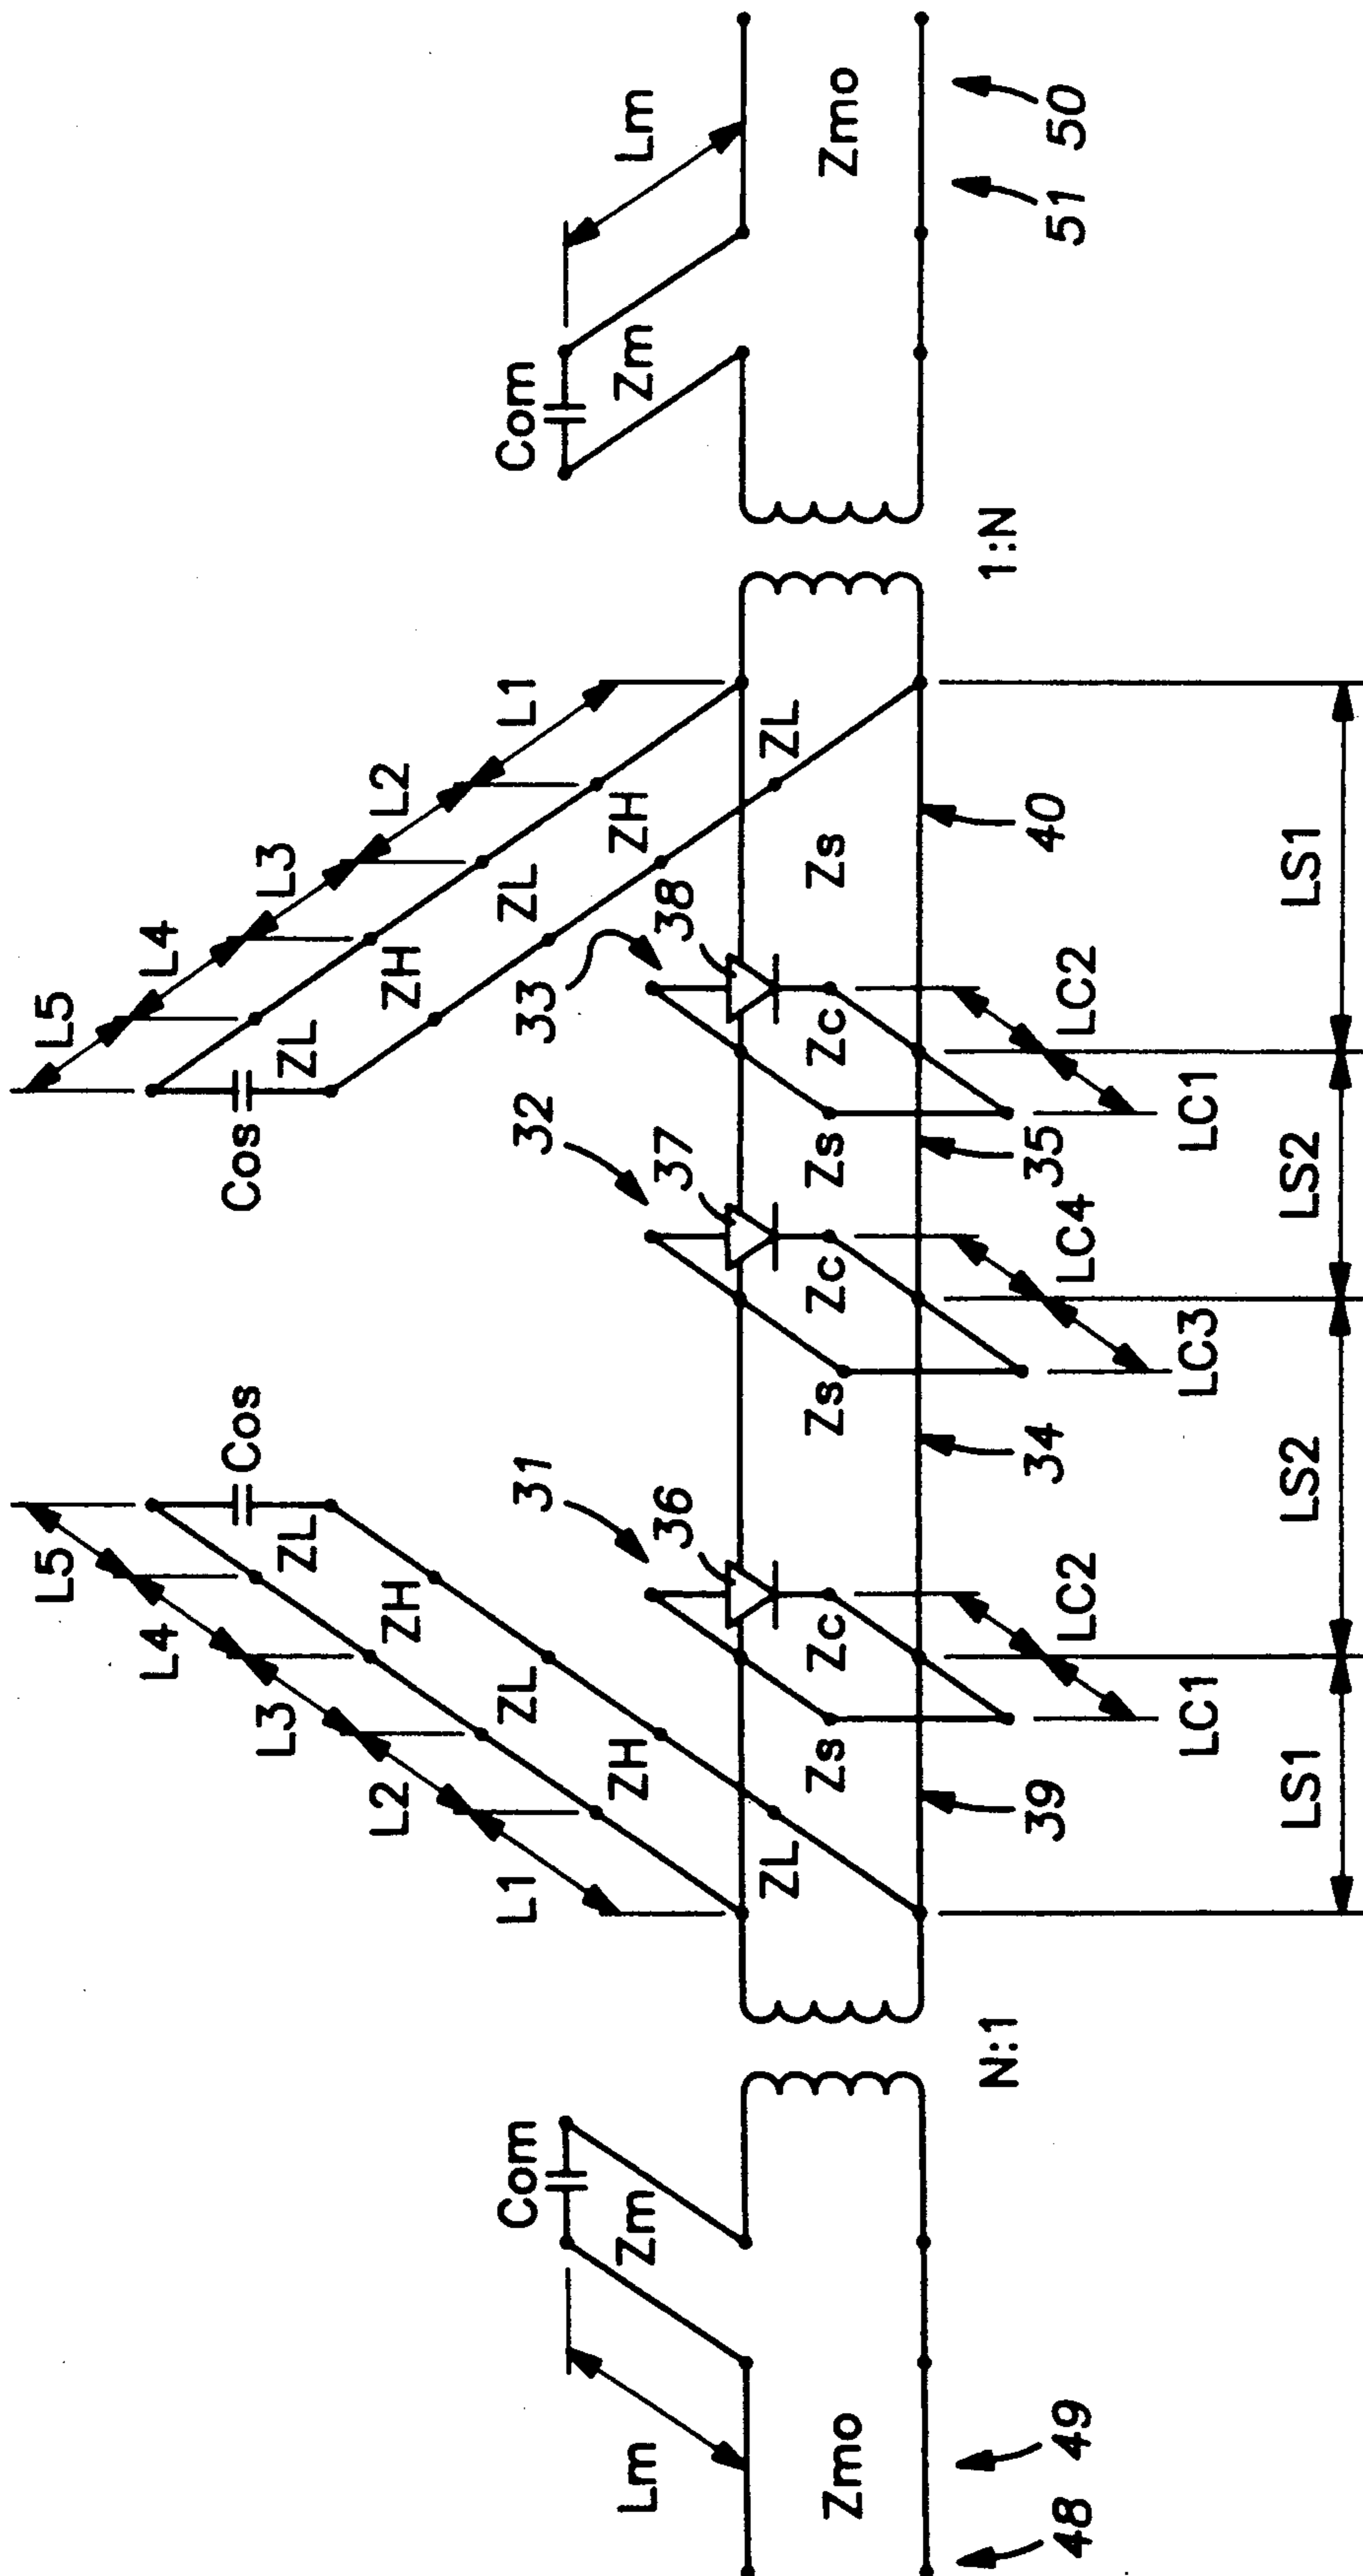 L5
L4
L3
L2
L1
Cos
ZL
ZH
ZL
ZH
ZL
L5
L4
L3
L2
L1
Cos
ZL
ZH
ZL
ZH
ZL
Com
Zm
Lm
Zmo
48
49
N:1
Com
Zm
Lm
Zmo
51
50
1:N
31
36
32
37
33
38
Zs
Zc
Zs
Zc
Zs
Zc
Zs
39
34
35
40
LC1
LC2
LC3
LC4
LC1
LC2
LS1
LS2
LS2
LS1